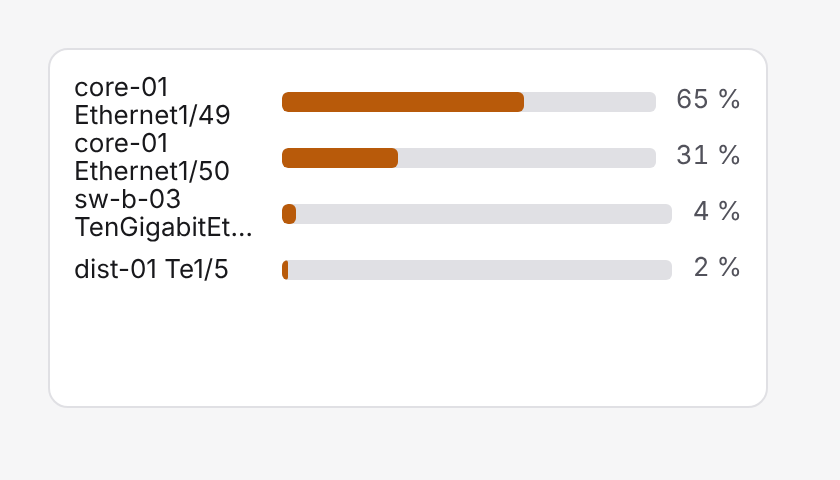 core-01
Ethernet1/49
65 %
core-01
Ethernet1/50
31 %
sw-b-03
TenGigabitEt...
4 %
dist-01 Te1/5
2 %